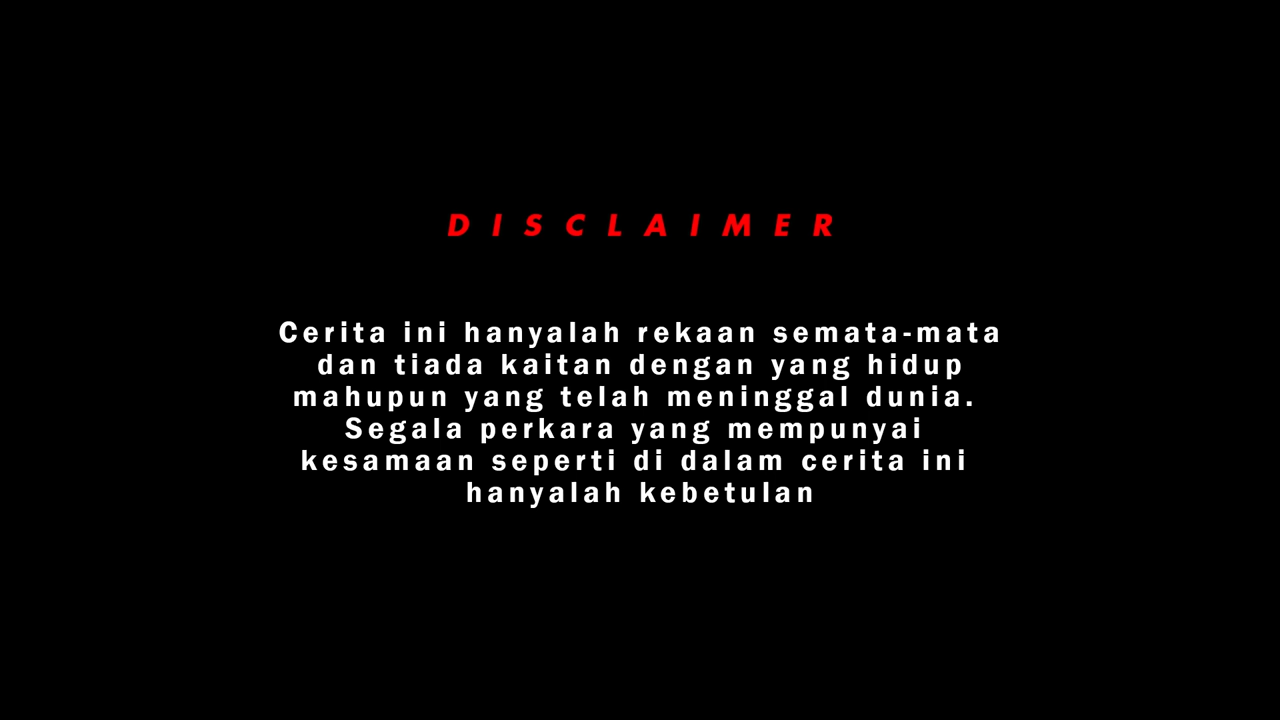 DISCLAIMER
Cerita ini hanyalah rekaan semata-mata
dan tiada kaitan dengan yang hidup
mahupun yang telah meninggal dunia.
Segala perkara yang mempunyai
kesamaan seperti di dalam cerita ini
hanyalah kebetulan